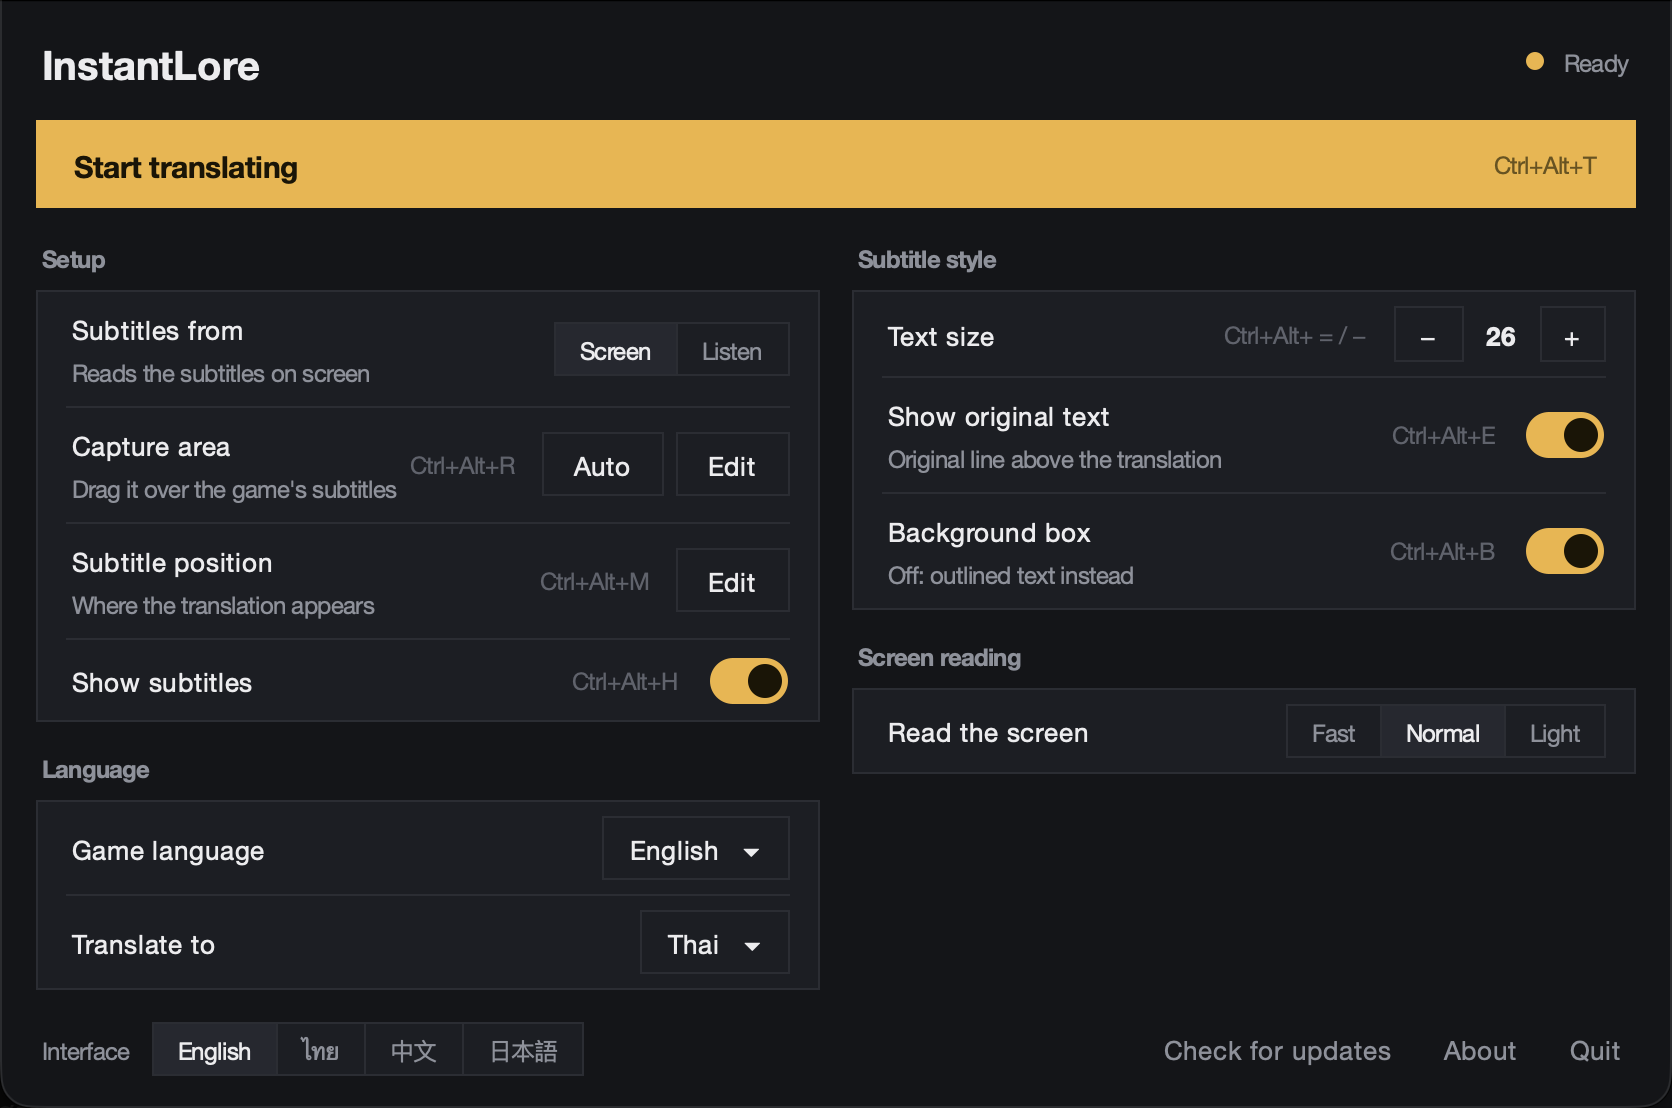 InstantLore
Ready
Start translating
Ctrl+Alt+T
Setup
Subtitles from
Reads the subtitles on screen
Screen
Listen
Capture area
Drag it over the game's subtitles
Ctrl+Alt+R
Auto
Edit
Subtitle position
Where the translation appears
Ctrl+Alt+M
Edit
Show subtitles
Ctrl+Alt+H
Language
Game language
English
Translate to
Thai
Subtitle style
Text size
Ctrl+Alt+ = / −
−
26
+
Show original text
Original line above the translation
Ctrl+Alt+E
Background box
Off: outlined text instead
Ctrl+Alt+B
Screen reading
Read the screen
Fast
Normal
Light
Interface
English
ไทย
中文
日本語
Check for updates
About
Quit